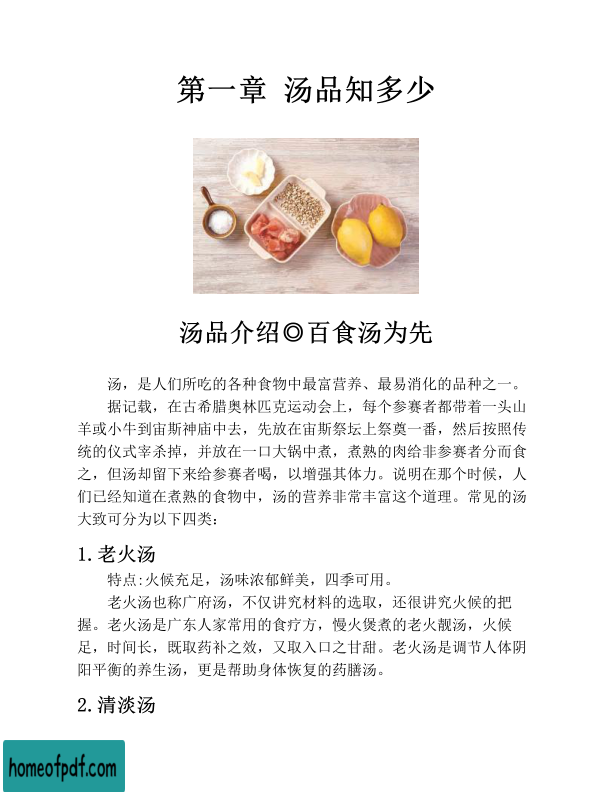 第一章 汤品知多少
汤品介绍◎百食汤为先
汤，是人们所吃的各种食物中最富营养、最易消化的品种之一。
据记载，在古希腊奥林匹克运动会上，每个参赛者都带着一头山
羊或小牛到宙斯神庙中去，先放在宙斯祭坛上祭奠一番，然后按照传
统的仪式宰杀掉，并放在一口大锅中煮，煮熟的肉给非参赛者分而食
之，但汤却留下来给参赛者喝，以增强其体力。说明在那个时候，人
们已经知道在煮熟的食物中，汤的营养非常丰富这个道理。常见的汤
大致可分为以下四类：
1.老火汤
特点:火候充足，汤味浓郁鲜美，四季可用。
老火汤也称广府汤，不仅讲究材料的选取，还很讲究火候的把
握。老火汤是广东人家常用的食疗方，慢火煲煮的老火靓汤，火候
足，时间长，既取药补之效，又取入口之甘甜。老火汤是调节人体阴
阳平衡的养生汤，更是帮助身体恢复的药膳汤。
2.清淡汤
homeofpdf.com